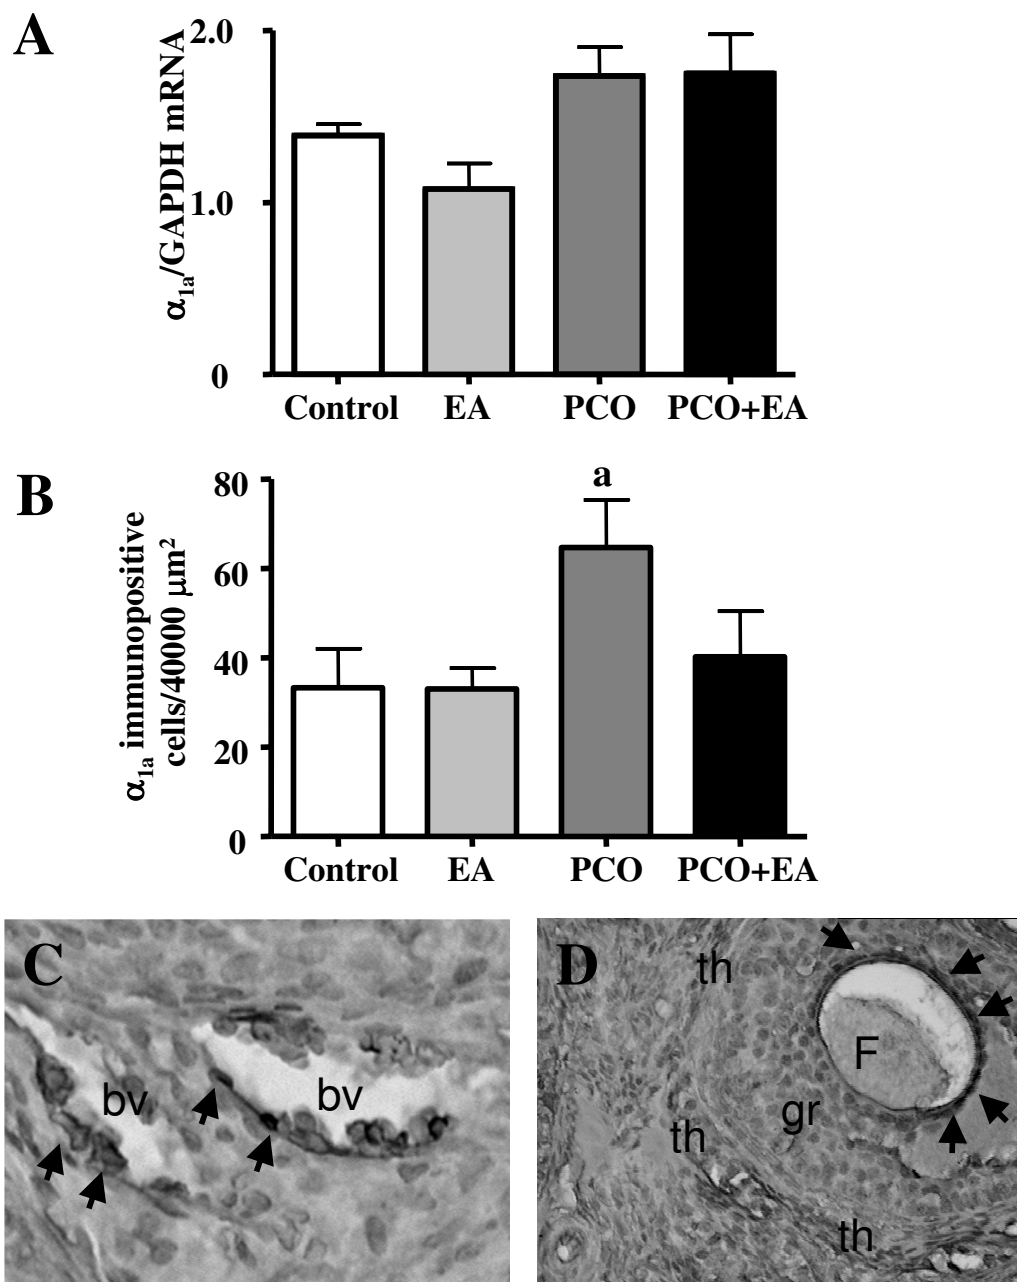 A
α1a/GAPDH mRNA
2.0
1.0
0
Control EA PCO PCO+EA
B
α1a immunopositive
cells/40000 μm²
80
60
40
20
0
a
Control EA PCO PCO+EA
C
bv
bv
D
th
F
gr
th
th